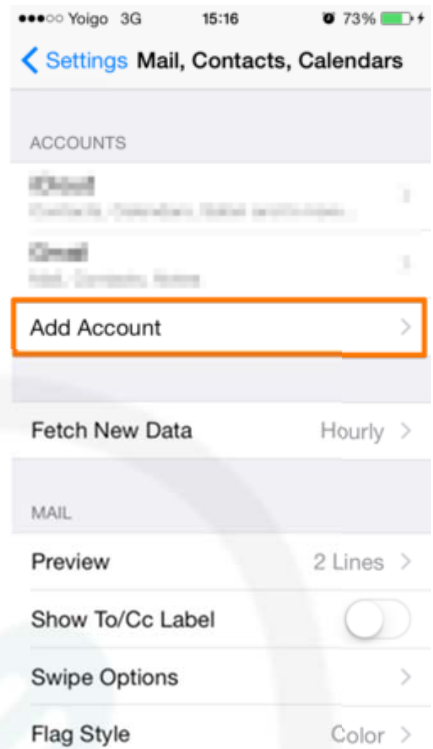 Yoigo 3G 15:16 73%
Settings Mail, Contacts, Calendars
ACCOUNTS
Add Account
Fetch New Data Hourly
MAIL
Preview 2 Lines
Show To/Cc Label
Swipe Options
Flag Style Color